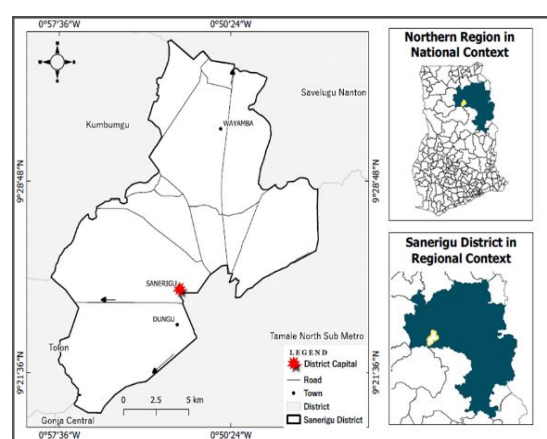 0°57'36"W
0°50'24"W
Savelugu Nanton
Kumbumgu
WAYAMBA
9°28'48"N
9°28'48"N
SANERIGU
DUNGU
Tamale North Sub Metro
Tolon
9°21'36"N
9°21'36"N
Gonja Central
0 2.5 5 km
LEGEND
District Capital
Road
Town
District
Sanerigu District
0°57'36"W
0°50'24"W
Northern Region in
National Context
Sanerigu District in
Regional Context